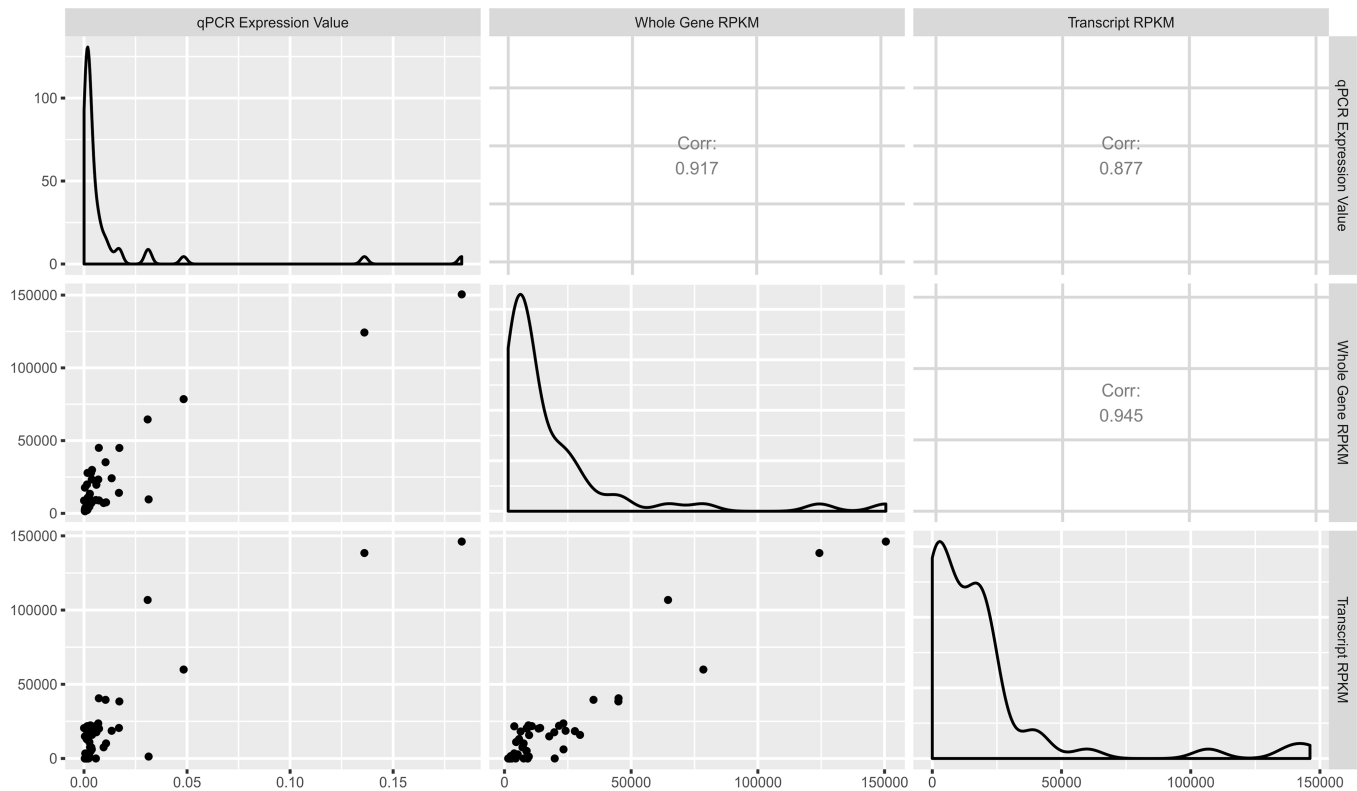 qPCR Expression Value
Whole Gene RPKM
Transcript RPKM
100
50
0
Corr:
0.917
Corr:
0.877
qPCR Expression Value
150000
100000
50000
0
Corr:
0.945
Whole Gene RPKM
150000
100000
50000
0
Transcript RPKM
0.00
0.05
0.10
0.15
0
50000
100000
150000
0
50000
100000
150000